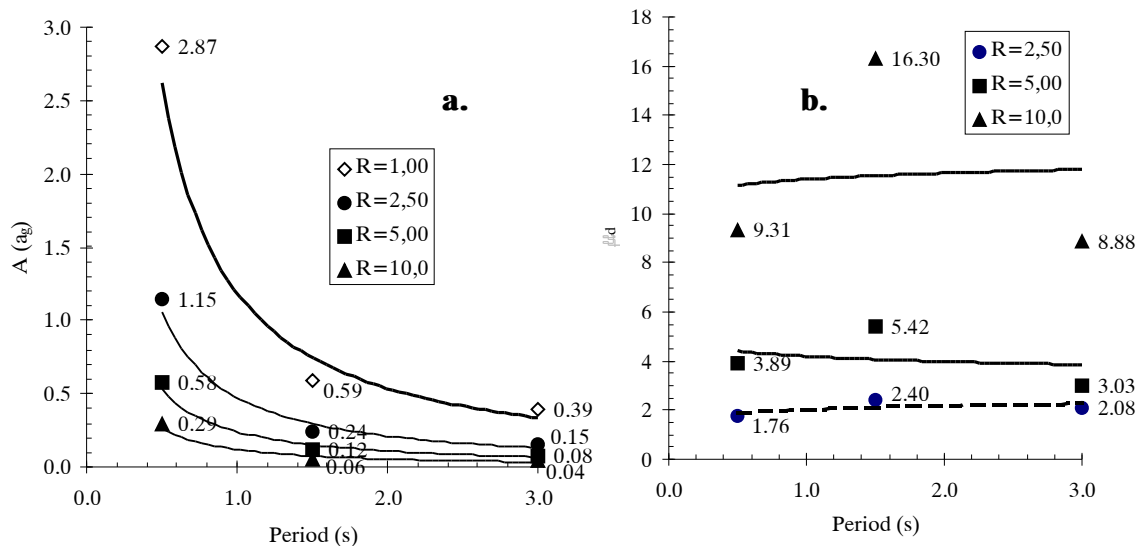 a.
A (ag)
3.0
2.5
2.0
1.5
1.0
0.5
0.0
0.0 1.0 2.0 3.0
Period (s)
R=1,00
R=2,50
R=5,00
R=10,0
2.87
1.15
0.58
0.29
0.59
0.24
0.12
0.06
0.39
0.15
0.08
0.04
b.
μd
18
16
14
12
10
8
6
4
2
0
0.0 1.0 2.0 3.0
Period (s)
R=2,50
R=5,00
R=10,0
16.30
9.31
8.88
5.42
3.89
3.03
2.40
1.76
2.08